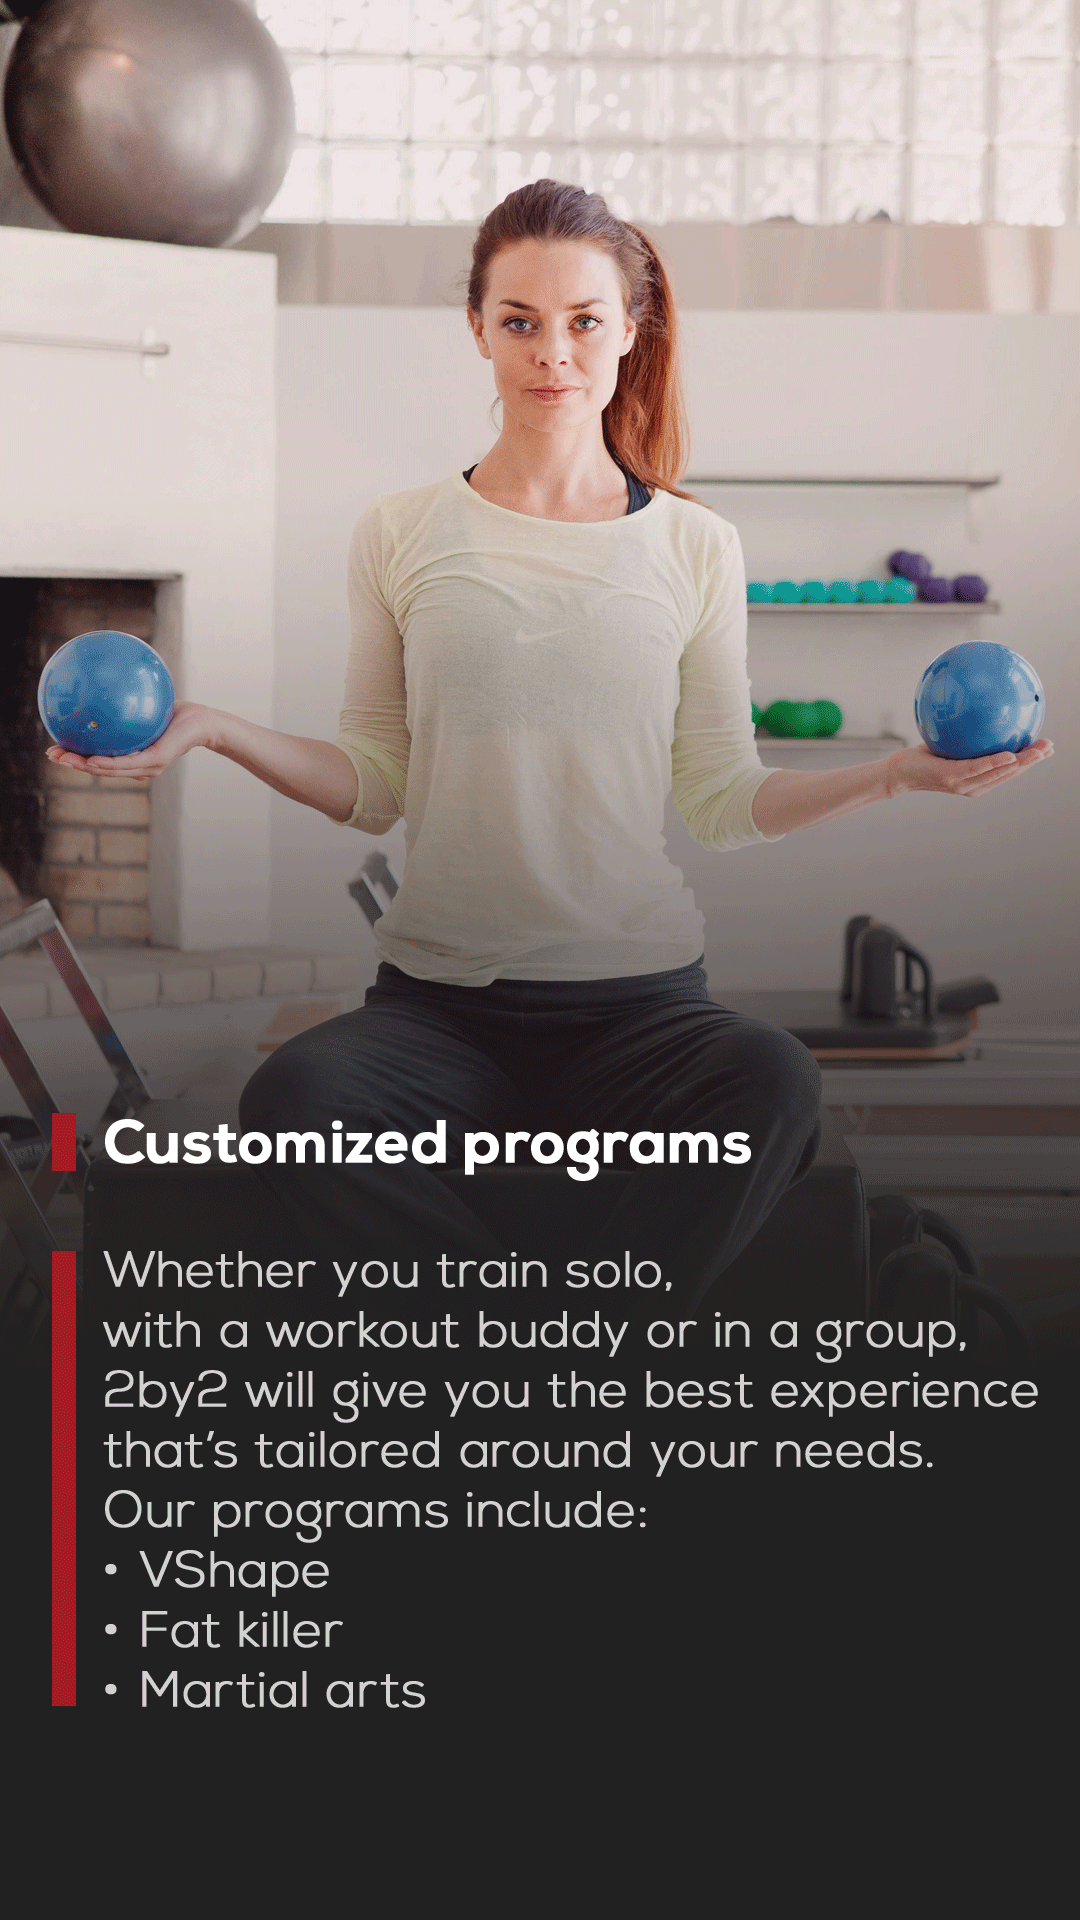 Customized programs
Whether you train solo,
with a workout buddy or in a group,
2by2 will give you the best experience
that's tailored around your needs.
Our programs include:
• VShape
• Fat killer
• Martial arts